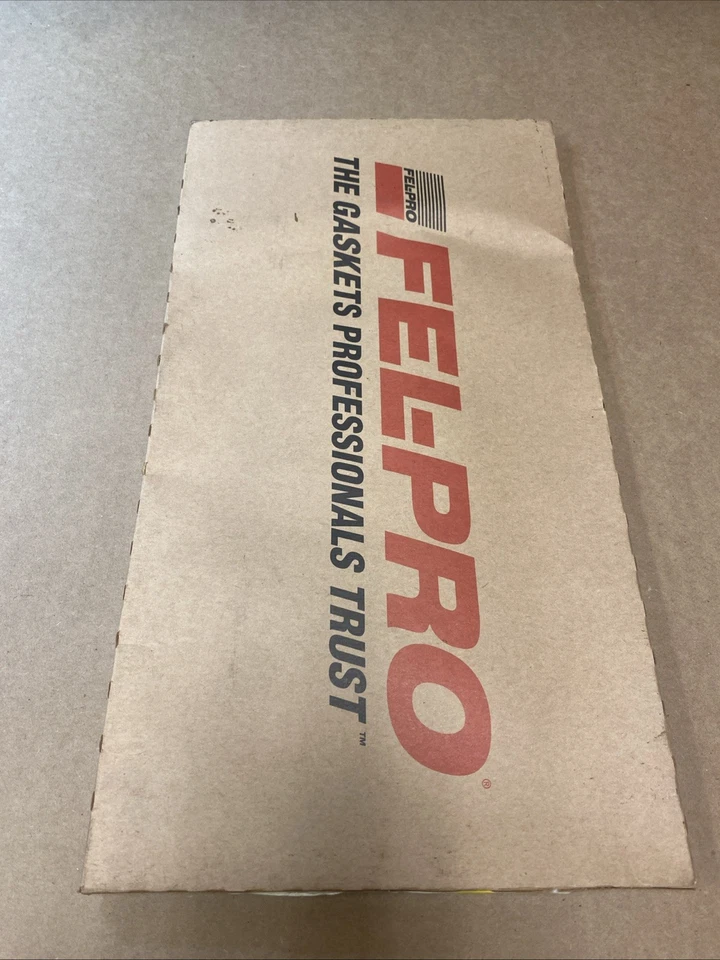 FEL-PRO
FEL-PRO®
THE GASKETS PROFESSIONALS TRUST™